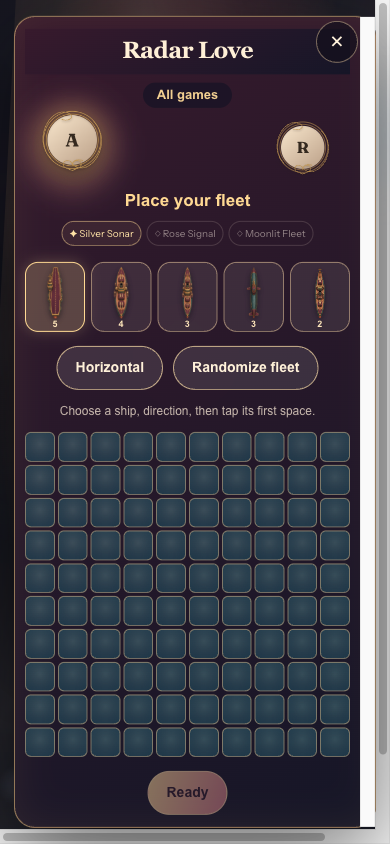 Radar Love
✕
All games
A
R
Place your fleet
✦ Silver Sonar
◇ Rose Signal
◇ Moonlit Fleet
5
4
3
3
2
Horizontal
Randomize fleet
Choose a ship, direction, then tap its first space.
Ready